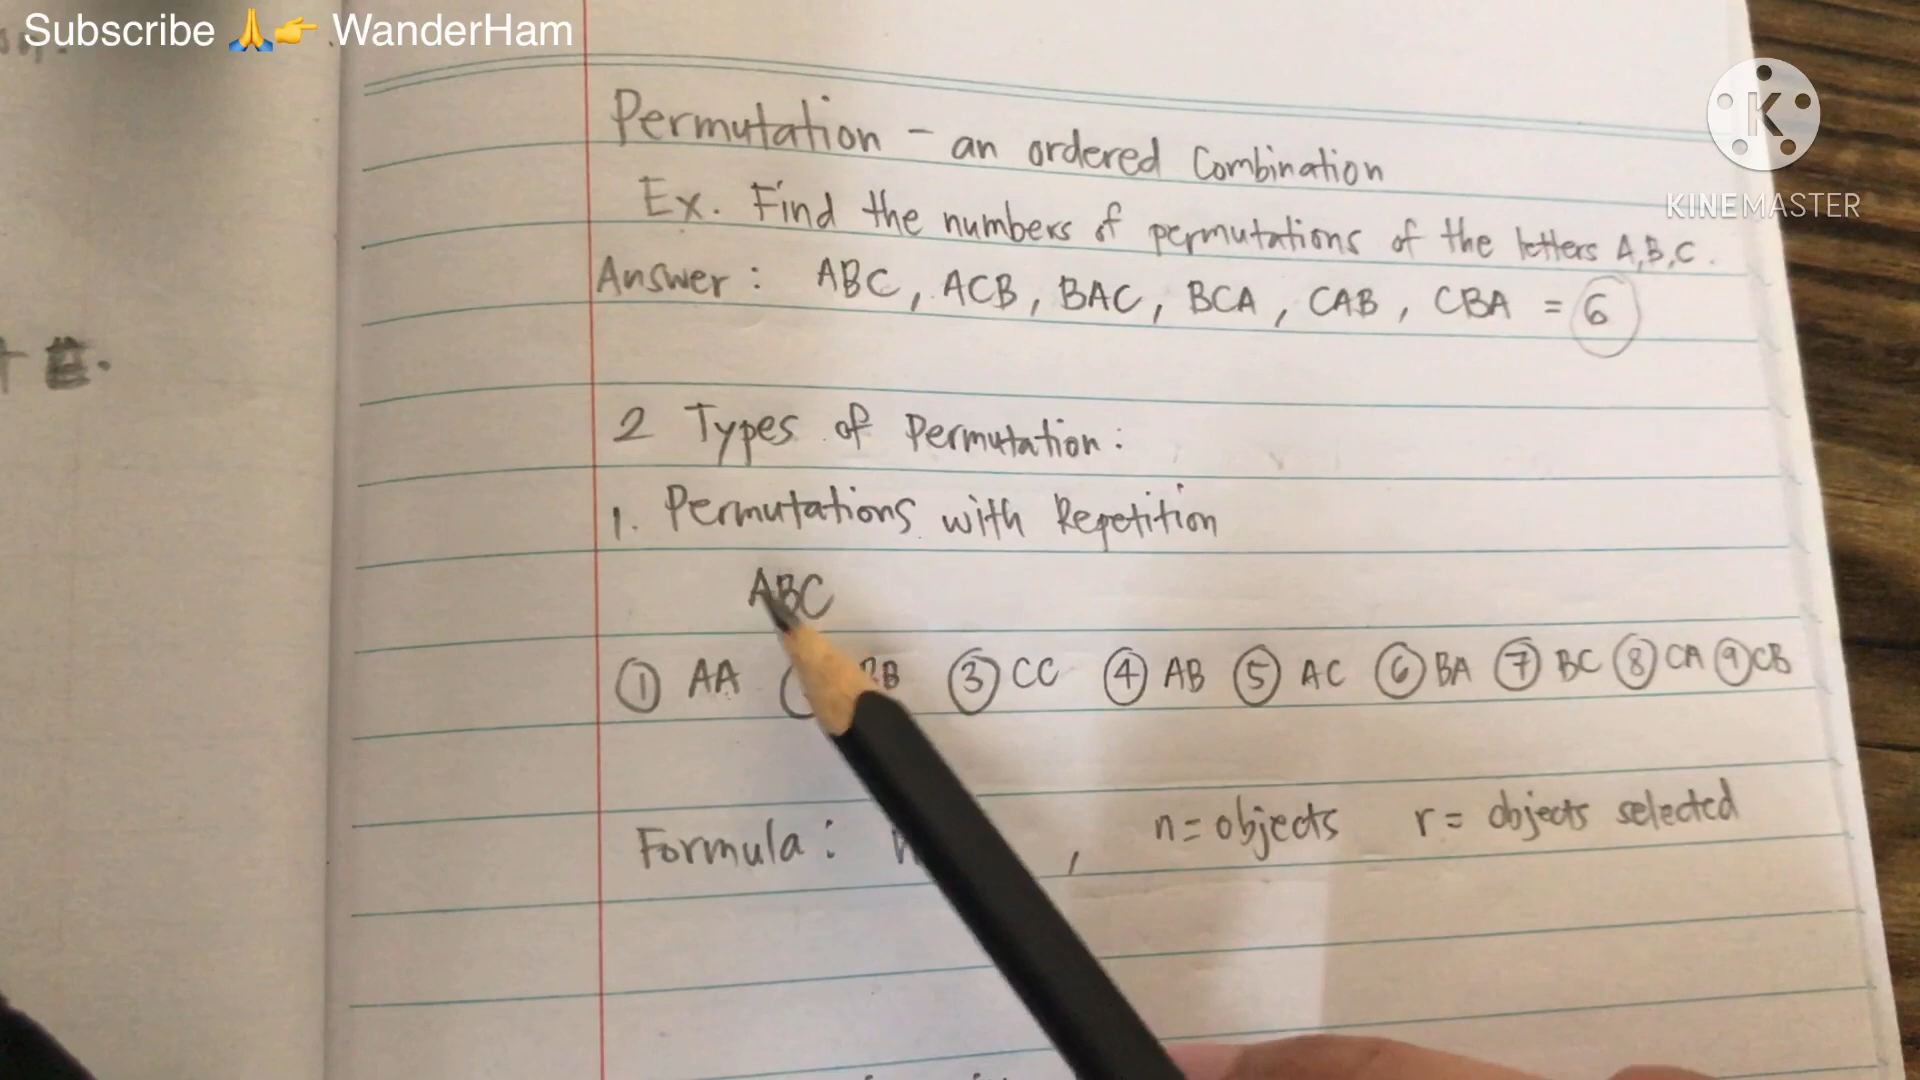 Subscribe 🙏👉 WanderHam
K
KINEMASTER
Permutation - an ordered Combination
Ex. Find the numbers of permutations of the letters A,B,C.
Answer: ABC, ACB, BAC, BCA, CAB, CBA = 6
2 Types of Permutation:
1. Permutations with Repetition
ABC
① AA BB ③ CC ④ AB ⑤ AC ⑥ BA ⑦ BC ⑧ CA ⑨ CB
Formula: , n = objects r = objects selected